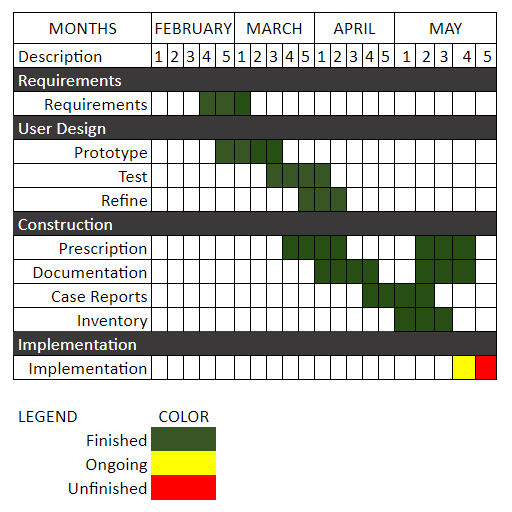 MONTHS FEBRUARY MARCH APRIL MAY
Description 1 2 3 4 5 1 2 3 4 5 1 2 3 4 5 1 2 3 4 5
Requirements
Requirements
User Design
Prototype
Test
Refine
Construction
Prescription
Documentation
Case Reports
Inventory
Implementation
Implementation
LEGEND COLOR
Finished
Ongoing
Unfinished